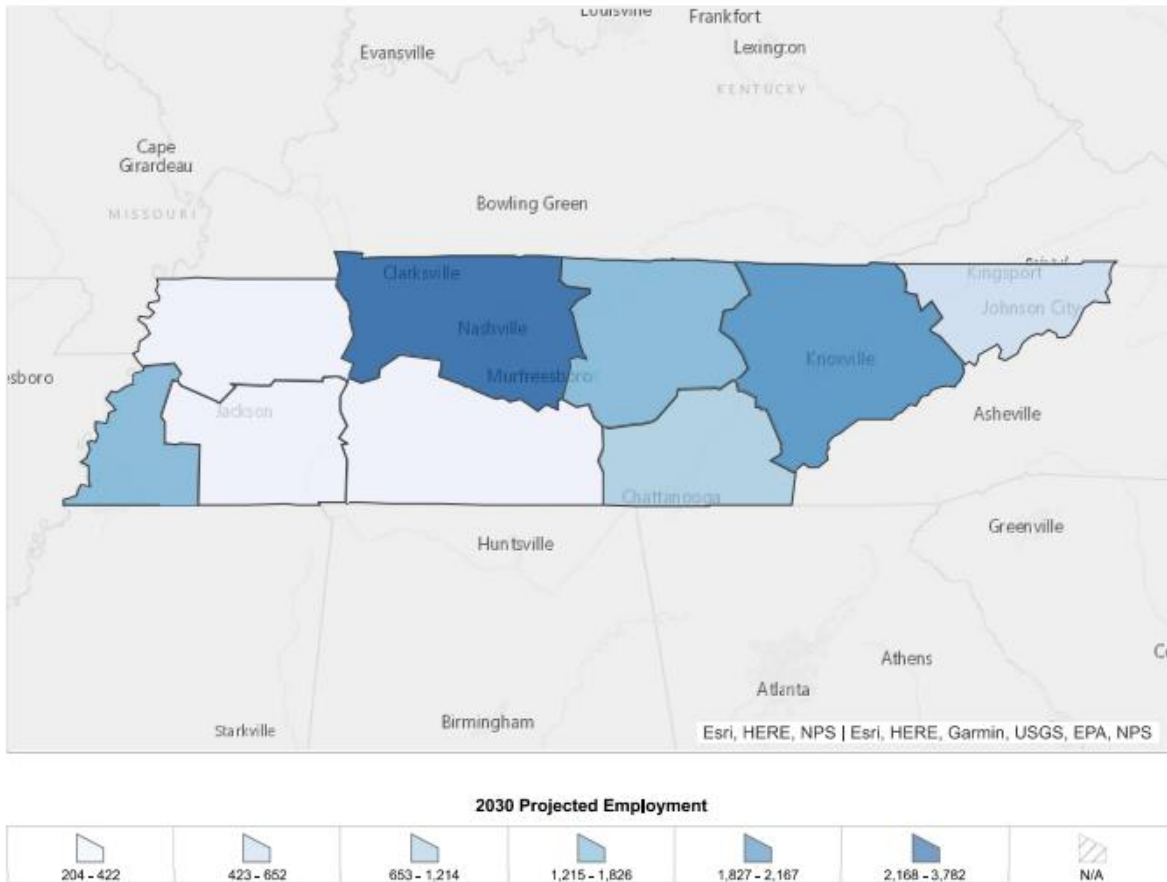 Louisville
Frankfort
Evansville
Lexington
KENTUCKY
Cape
Girardeau
MISSOURI
Bowling Green
Clarksville
Kingsport
Johnson City
Nashville
Knoxville
esboro
Murfreesboro
Jackson
Asheville
Chattanooga
Greenville
Huntsville
Athens
Atlanta
Birmingham
Starkville
Esri, HERE, NPS | Esri, HERE, Garmin, USGS, EPA, NPS
2030 Projected Employment
204 - 422
423 - 652
653 - 1,214
1,215 - 1,826
1,827 - 2,167
2,168 - 3,782
N/A